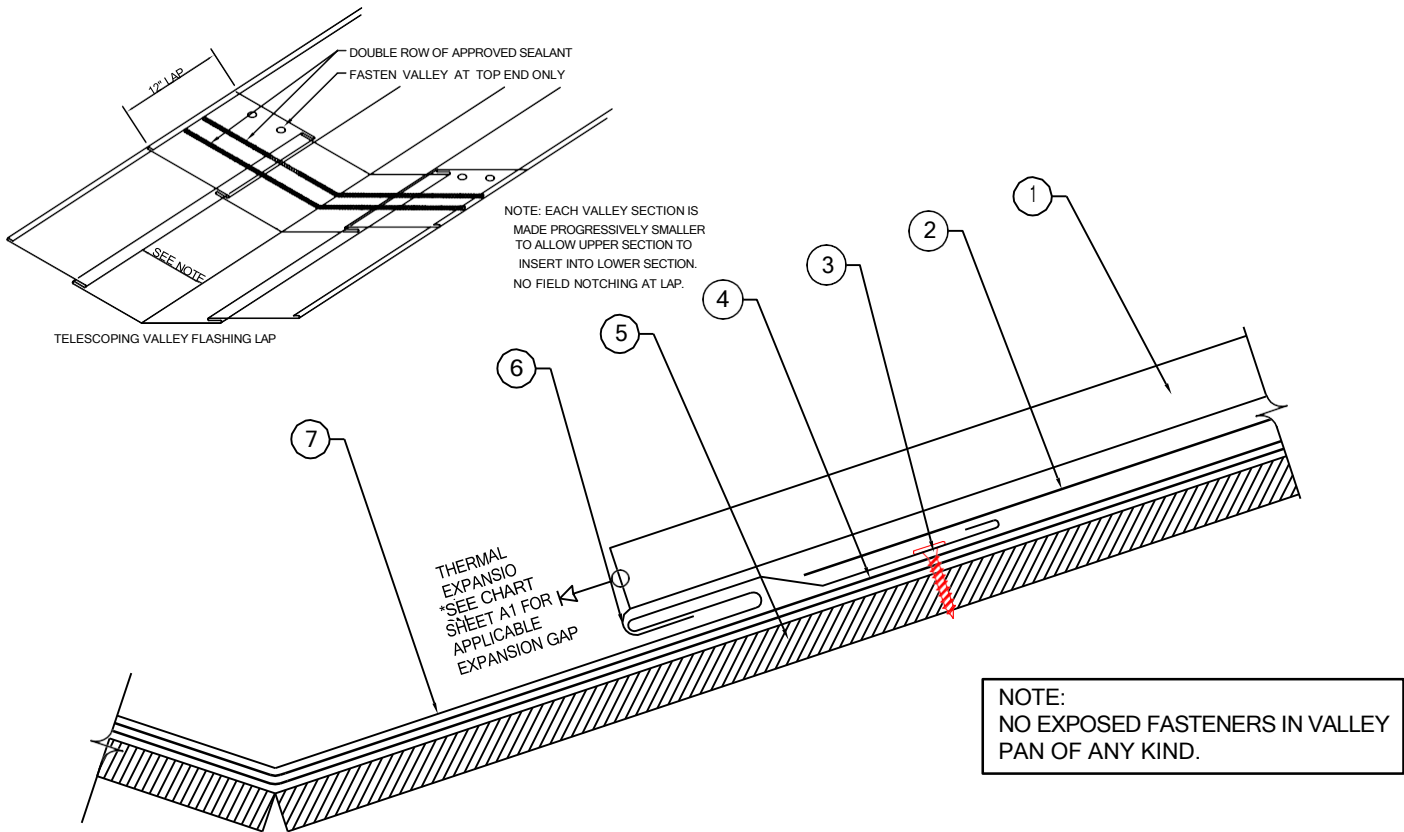 DOUBLE ROW OF APPROVED SEALANT
FASTEN VALLEY AT TOP END ONLY
12" LAP
SEE NOTE
NOTE: EACH VALLEY SECTION IS
MADE PROGRESSIVELY SMALLER
TO ALLOW UPPER SECTION TO
INSERT INTO LOWER SECTION.
NO FIELD NOTCHING AT LAP.
TELESCOPING VALLEY FLASHING LAP
1
2
3
4
5
6
7
THERMAL
EXPANSIO
*SEE CHART
SHEET A1 FOR
APPLICABLE
EXPANSION GAP
NOTE:
NO EXPOSED FASTENERS IN VALLEY
PAN OF ANY KIND.